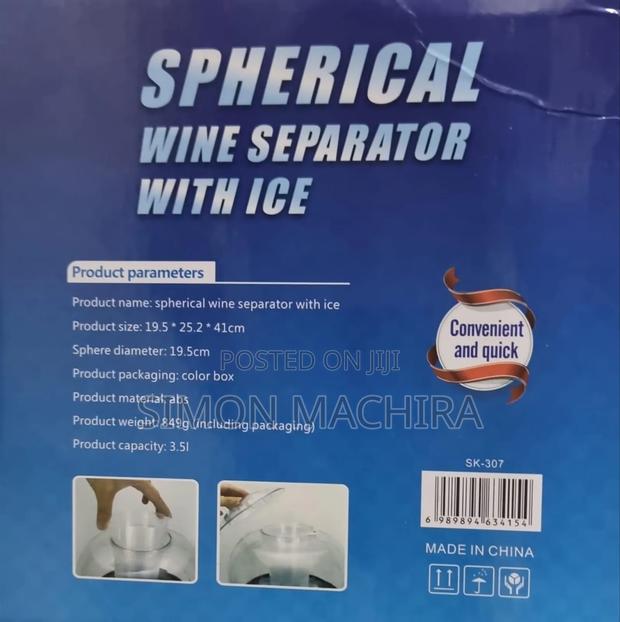 SPHERICAL
WINE SEPARATOR
WITH ICE
Product parameters
Product name: spherical wine separator with ice
Product size: 19.5 * 25.2 * 41cm
Sphere diameter: 19.5cm
Product packaging: color box
Product material: abs
Product weight: 849g (including packaging)
Product capacity: 3.5l
Convenient
and quick
POSTED ON JIJI
SIMON MACHIRA
SK-307
6 989894 634154
MADE IN CHINA